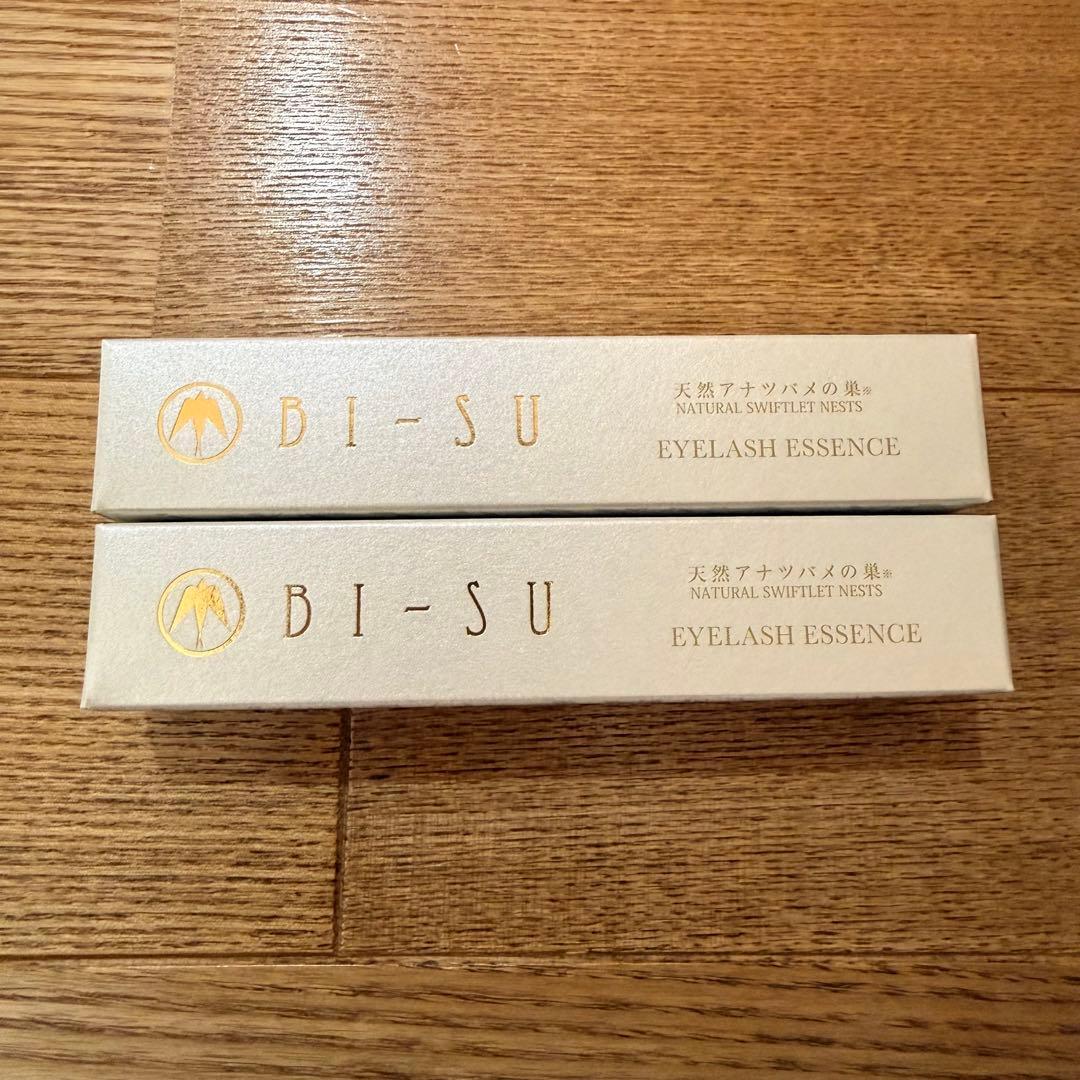 BI-SU
天然アナツバメの巣※
NATURAL SWIFTLET NESTS
EYELASH ESSENCE
BI-SU
天然アナツバメの巣※
NATURAL SWIFTLET NESTS
EYELASH ESSENCE